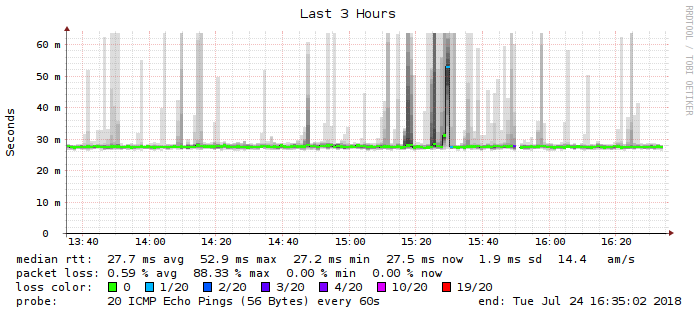 Last 3 Hours
RRDTOOL / TOBI OETIKER
Seconds
60 m
50 m
40 m
30 m
20 m
10 m
0
13:40 14:00 14:20 14:40 15:00 15:20 15:40 16:00 16:20
median rtt: 27.7 ms avg 52.9 ms max 27.2 ms min 27.5 ms now 1.9 ms sd 14.4 am/s
packet loss: 0.59 % avg 88.33 % max 0.00 % min 0.00 % now
loss color: 0 1/20 2/20 3/20 4/20 10/20 19/20
probe: 20 ICMP Echo Pings (56 Bytes) every 60s end: Tue Jul 24 16:35:02 2018